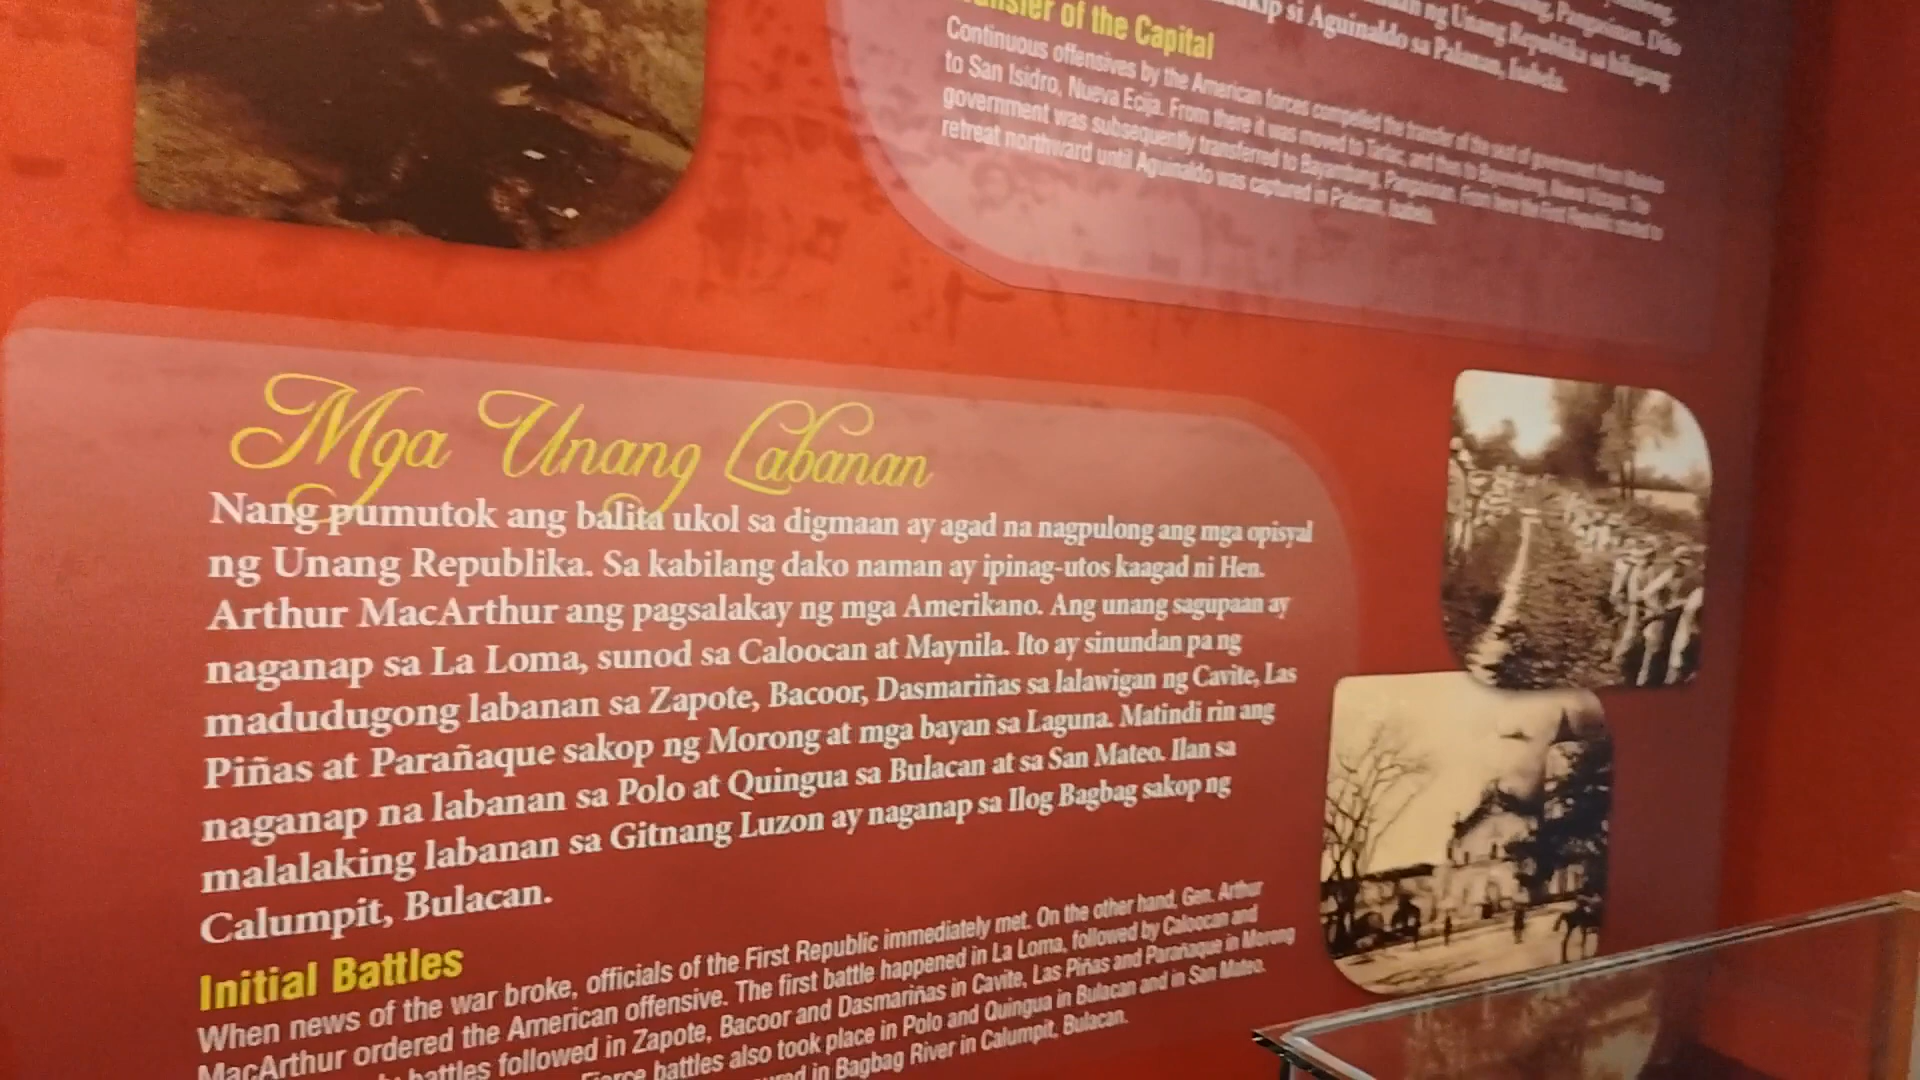 ng Unang Republika sa hilagang
si Aguinaldo sa Palanan, Isabela.
Transfer of the Capital
Continuous offensives by the American forces compelled the transfer of the seat of government from Malolos
to San Isidro, Nueva Ecija. From there it was moved to Tarlac, and then to Bayombong, Nueva Vizcaya. The
government was subsequently transferred to Bayambang, Pangasinan. From here the First Republic started to
retreat northward until Aguinaldo was captured in Palanan, Isabela.
Mga Unang Labanan
Nang pumutok ang balita ukol sa digmaan ay agad na nagpulong ang mga opisyal
ng Unang Republika. Sa kabilang dako naman ay ipinag-utos kaagad ni Hen.
Arthur MacArthur ang pagsalakay ng mga Amerikano. Ang unang sagupaan ay
naganap sa La Loma, sunod sa Caloocan at Maynila. Ito ay sinundan pa ng
madudugong labanan sa Zapote, Bacoor, Dasmariñas sa lalawigan ng Cavite, Las
Piñas at Parañaque sakop ng Morong at mga bayan sa Laguna. Matindi rin ang
naganap na labanan sa Polo at Quingua sa Bulacan at sa San Mateo. Ilan sa
malalaking labanan sa Gitnang Luzon ay naganap sa Ilog Bagbag sakop ng
Calumpit, Bulacan.
Initial Battles
When news of the war broke, officials of the First Republic immediately met. On the other hand, Gen. Arthur
MacArthur ordered the American offensive. The first battle happened in La Loma, followed by Caloocan and
battles followed in Zapote, Bacoor and Dasmariñas in Cavite, Las Piñas and Parañaque in Morong
Fierce battles also took place in Polo and Quingua in Bulacan and in San Mateo.
in Bagbag River in Calumpit, Bulacan.